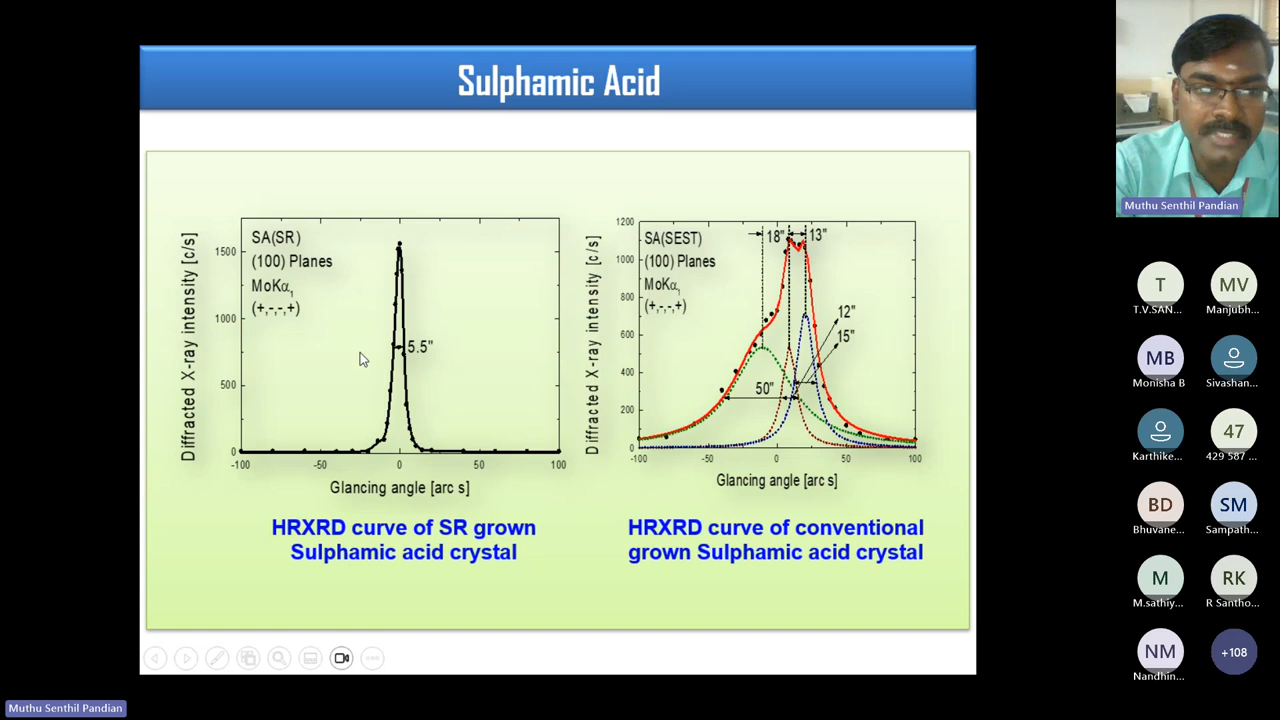 Sulphamic Acid
SA(SR)
(100) Planes
MoKα₁
(+,-,-,+)
5.5"
1500
1000
500
0
-100
-50
0
50
100
Diffracted X-ray intensity [c/s]
Glancing angle [arc s]
HRXRD curve of SR grown
Sulphamic acid crystal
SA(SEST)
(100) Planes
MoKα₁
(+,-,-,+)
18"
13"
12"
15"
50"
1200
1000
800
600
400
200
0
-100
-50
0
50
100
Diffracted X-ray intensity [c/s]
Glancing angle [arc s]
HRXRD curve of conventional
grown Sulphamic acid crystal
Muthu Senthil Pandian
T
T.V.SAN...
MV
Manjubh...
MB
Monisha B
Sivashan...
Karthike...
47
429 587 ...
BD
Bhuvane...
SM
Sampath...
M
M.sathiy...
RK
R Santho...
NM
Nandhin...
+108
Muthu Senthil Pandian